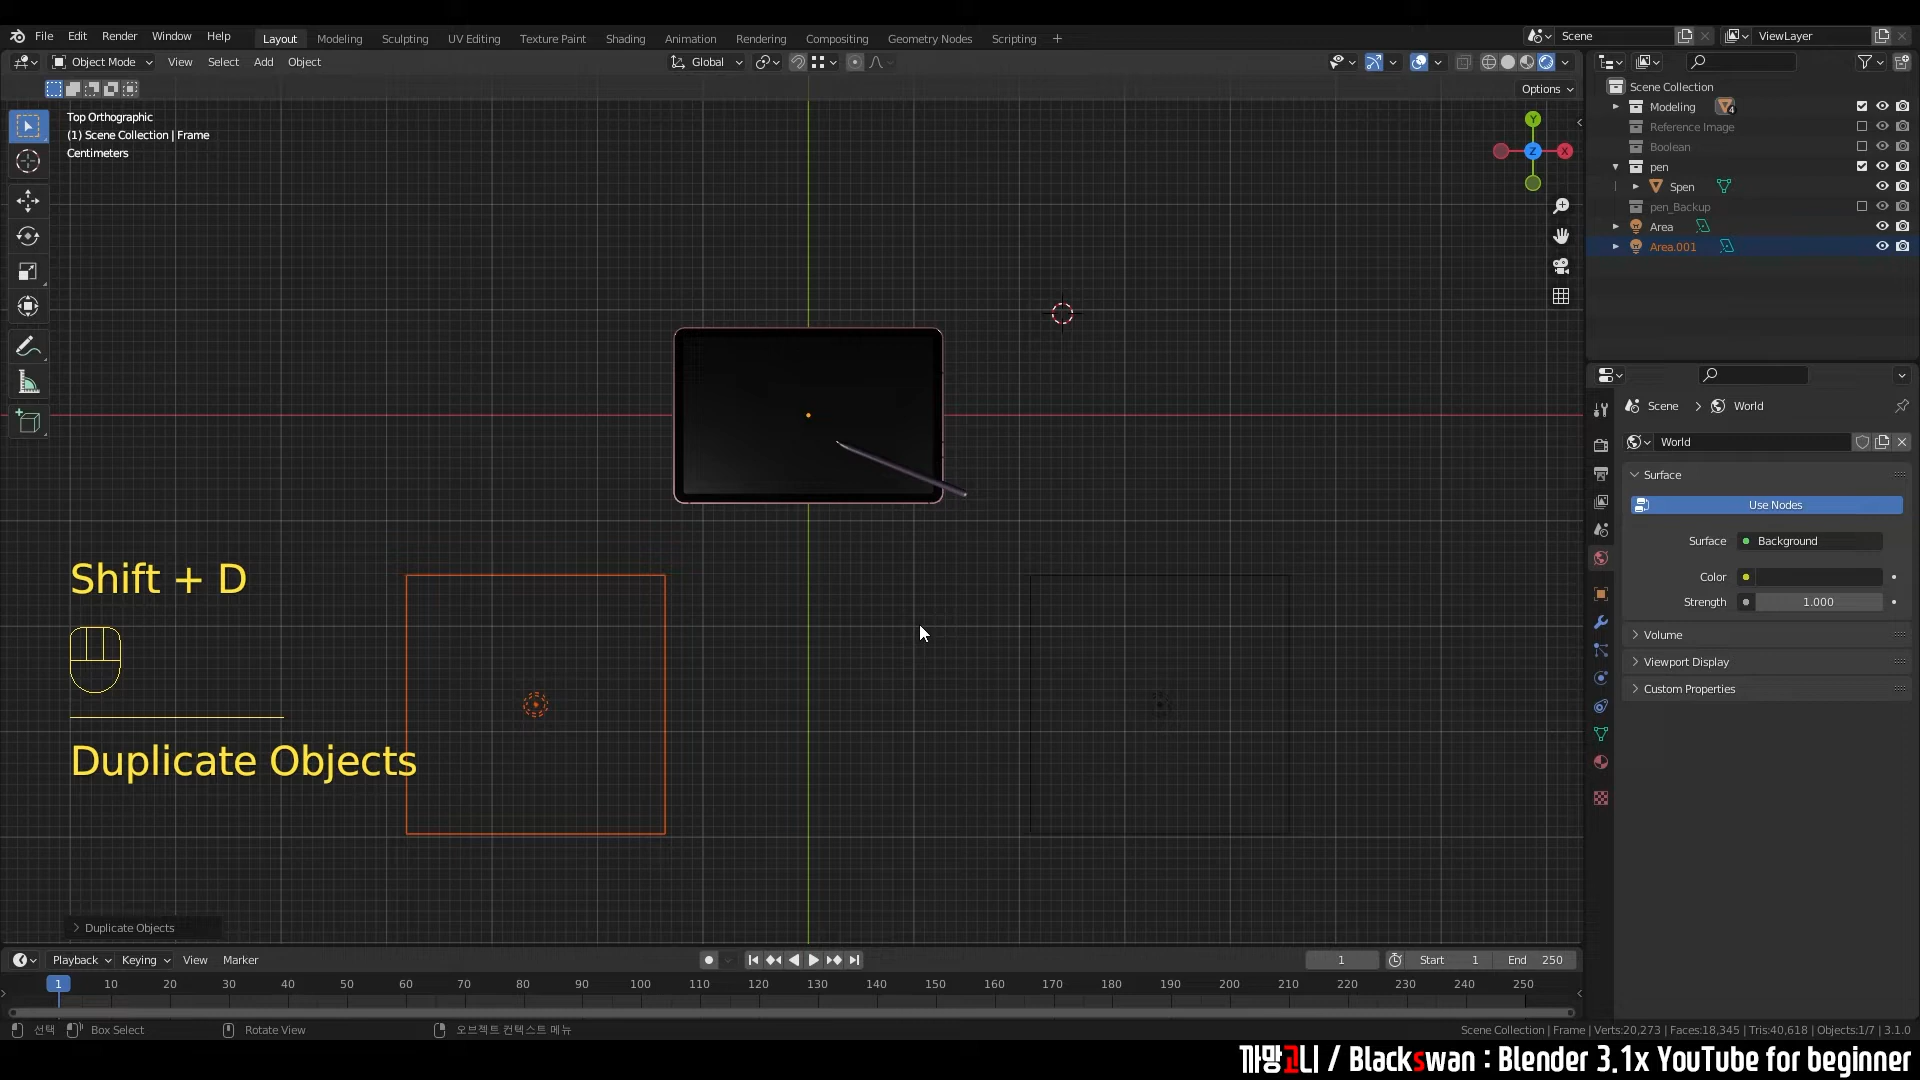 File Edit Render Window Help Layout Modeling Sculpting UV Editing Texture Paint Shading Animation Rendering Compositing Geometry Nodes Scripting + Scene ViewLayer
Object Mode View Select Add Object Global
Options
Top Orthographic
(1) Scene Collection | Frame
Centimeters
Y
Z
X
Scene Collection
Modeling 4
Reference Image
Boolean
pen
Spen
pen_Backup
Area
Area.001
Scene > World
World
Surface
Use Nodes
Surface Background
Color
Strength 1.000
Volume
Viewport Display
Custom Properties
Shift + D
Duplicate Objects
Duplicate Objects
Playback Keying View Marker 1 Start 1 End 250
1 10 20 30 40 50 60 70 80 90 100 110 120 130 140 150 160 170 180 190 200 210 220 230 240 250
선택 Box Select Rotate View 오브젝트 컨텍스트 메뉴 Scene Collection | Frame | Verts:20,273 | Faces:18,345 | Tris:40,618 | Objects:1/7 | 3.1.0
까망고니 / Blackswan : Blender 3.1x YouTube for beginner